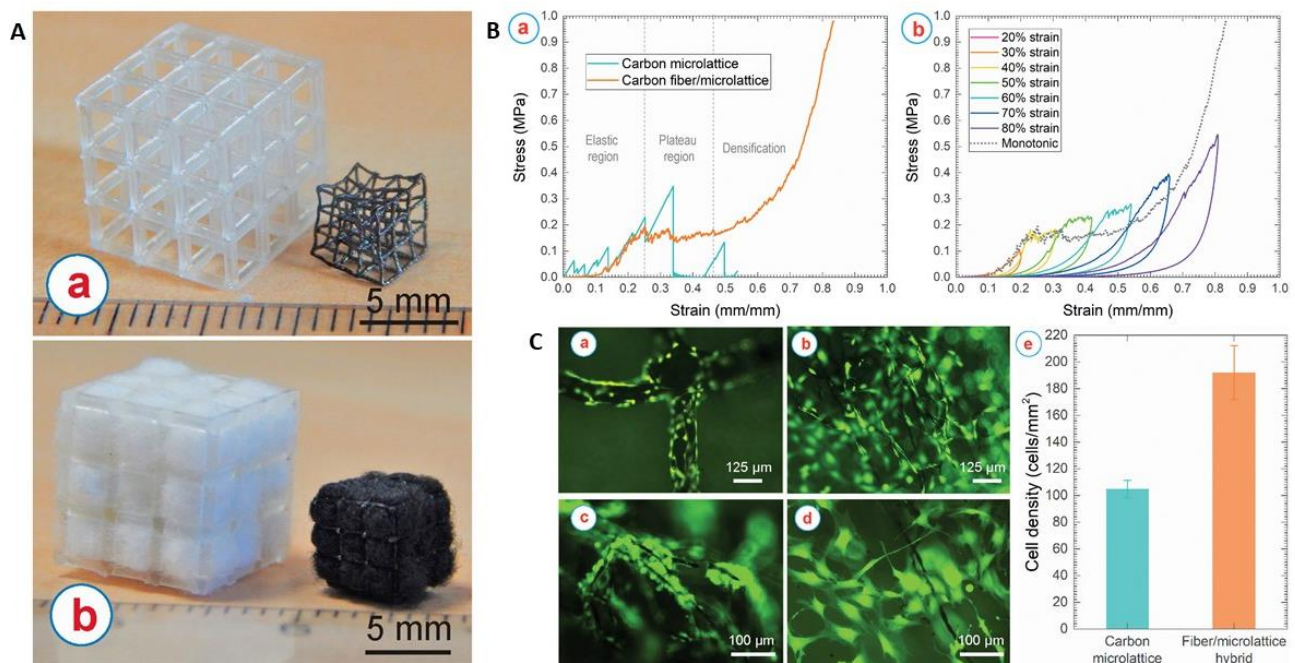 A
a
5 mm
b
5 mm
B
a
Stress (MPa)
1.0
0.9
0.8
0.7
0.6
0.5
0.4
0.3
0.2
0.1
0.0
Carbon microlattice
Carbon fiber/microlattice
Elastic
region
Plateau
region
Densification
0.0 0.1 0.2 0.3 0.4 0.5 0.6 0.7 0.8 0.9 1.0
Strain (mm/mm)
b
Stress (MPa)
1.0
0.9
0.8
0.7
0.6
0.5
0.4
0.3
0.2
0.1
0.0
20% strain
30% strain
40% strain
50% strain
60% strain
70% strain
80% strain
Monotonic
0.0 0.1 0.2 0.3 0.4 0.5 0.6 0.7 0.8 0.9 1.0
Strain (mm/mm)
C
a
125 µm
b
125 µm
c
100 µm
d
100 µm
e
Cell density (cells/mm²)
220
200
180
160
140
120
100
80
60
40
20
0
Carbon
microlattice
Fiber/microlattice
hybrid